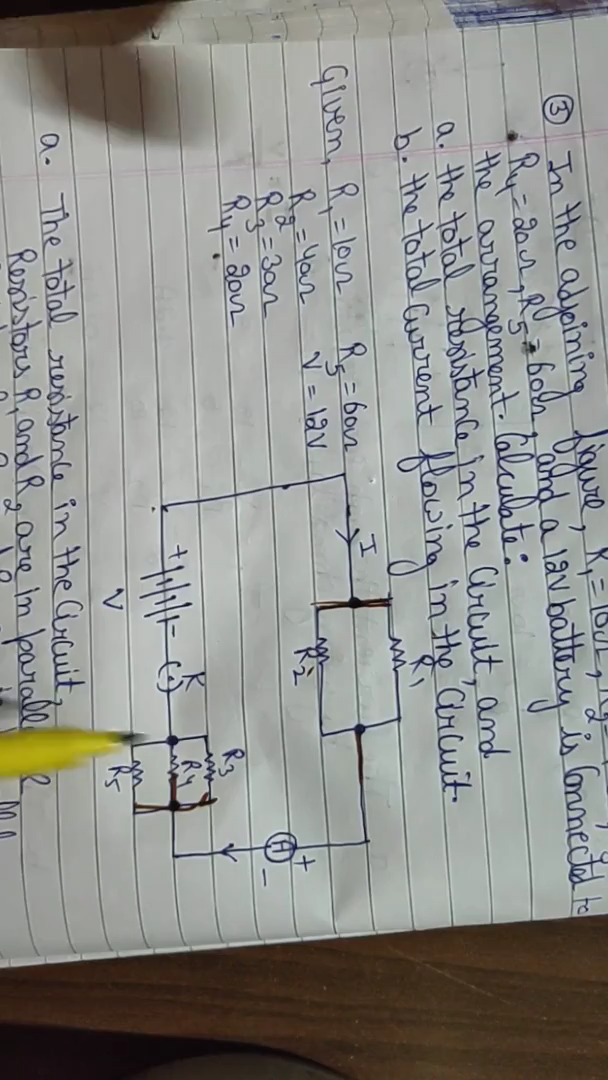 ③ In the adjoining figure, R₁ = 10Ω,
R₄ = 20Ω, R₅ = 60Ω, and a 12V battery is Connected to
the arrangement. Calculate:
a. the total resistance in the Circuit, and
b. the total Current flowing in the Circuit.
Given, R₁ = 10Ω R₅ = 60Ω
R₂ = 40Ω V = 12V
R₃ = 30Ω
R₄ = 20Ω
I
R₁
R₂
+
A
-
K
+ -
V
R₃
R₄
R₅
a. The total resistance in the Circuit,
Resistors R₁ and R₂ are in